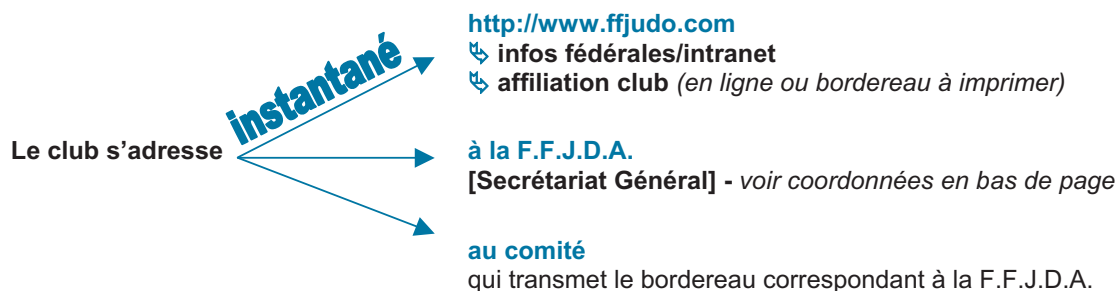 http://www.ffjudo.com
infos fédérales/intranet
affiliation club (en ligne ou bordereau à imprimer)
instantané
Le club s’adresse
à la F.F.J.D.A.
[Secrétariat Général] - voir coordonnées en bas de page
au comité
qui transmet le bordereau correspondant à la F.F.J.D.A.